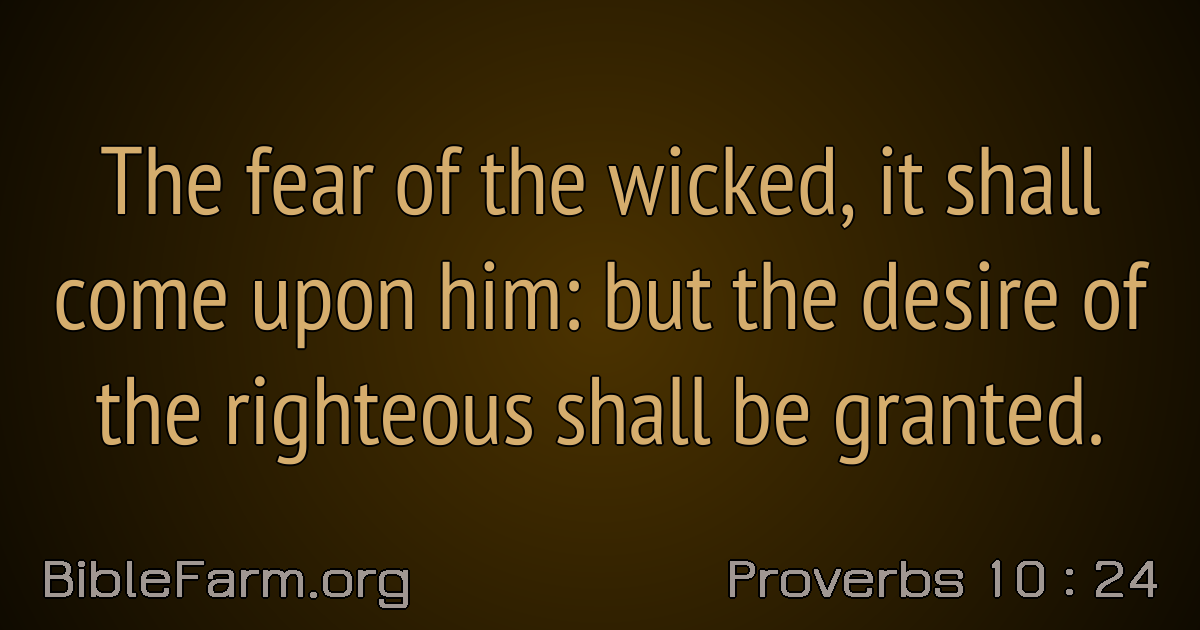 The fear of the wicked, it shall
come upon him: but the desire of
the righteous shall be granted.
BibleFarm.org
Proverbs 10 : 24